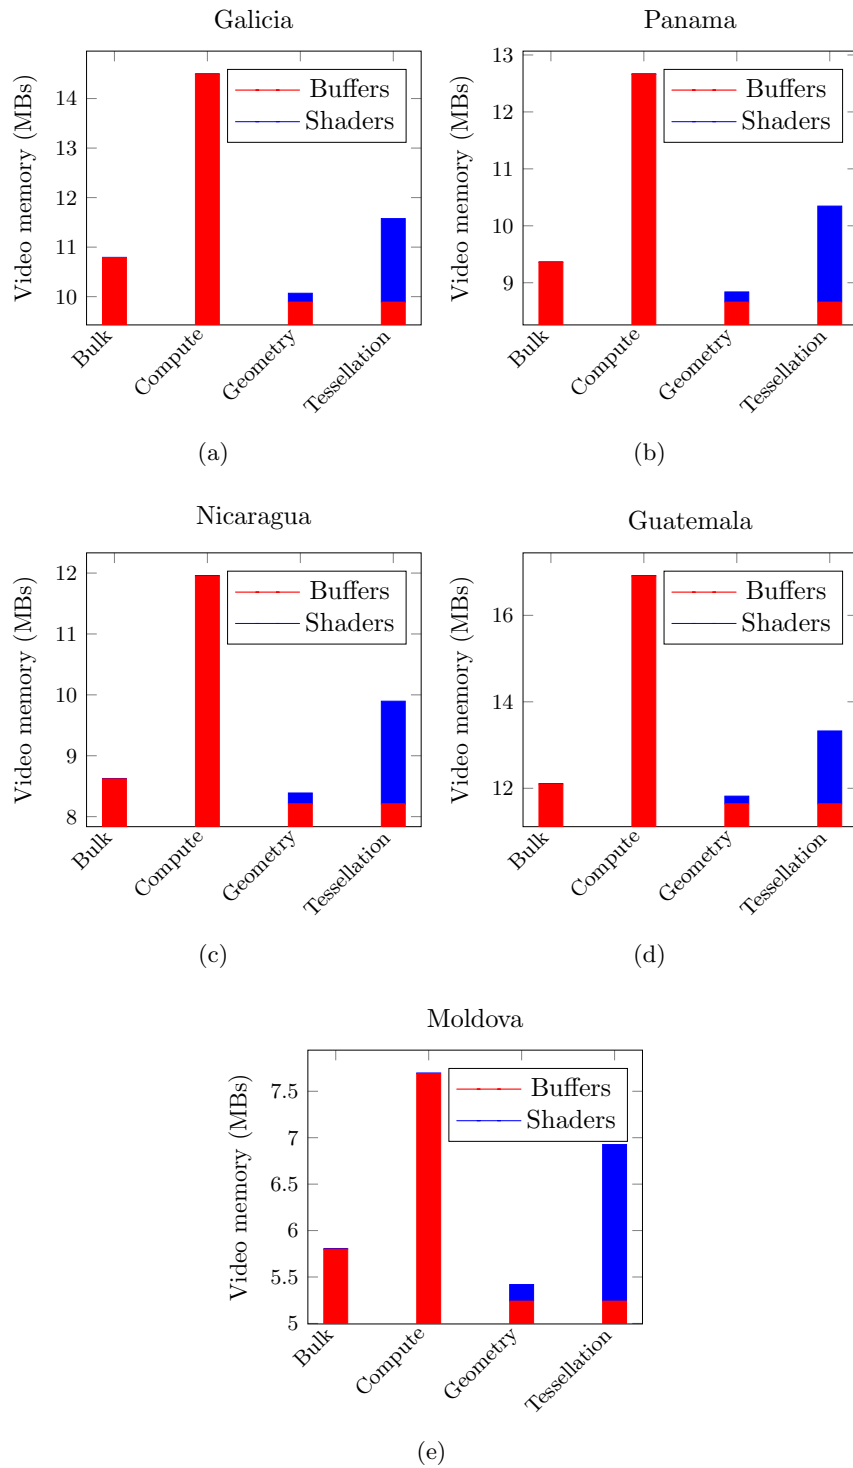 Galicia
Video memory (MBs)
14
13
12
11
10
Buffers
Shaders
Bulk
Compute
Geometry
Tessellation
(a)
Panama
Video memory (MBs)
13
12
11
10
9
Buffers
Shaders
Bulk
Compute
Geometry
Tessellation
(b)
Nicaragua
Video memory (MBs)
12
11
10
9
8
Buffers
Shaders
Bulk
Compute
Geometry
Tessellation
(c)
Guatemala
Video memory (MBs)
16
14
12
Buffers
Shaders
Bulk
Compute
Geometry
Tessellation
(d)
Moldova
Video memory (MBs)
7.5
7
6.5
6
5.5
5
Buffers
Shaders
Bulk
Compute
Geometry
Tessellation
(e)